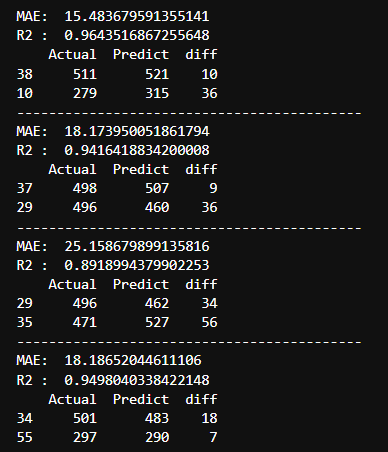 MAE:  15.483679591355141
R2 :  0.9643516867255648
    Actual  Predict  diff
38     511      521    10
10     279      315    36
-------------------------------------------
MAE:  18.173950051861794
R2 :  0.9416418834200008
    Actual  Predict  diff
37     498      507     9
29     496      460    36
-------------------------------------------
MAE:  25.158679899135816
R2 :  0.8918994379902253
    Actual  Predict  diff
29     496      462    34
35     471      527    56
-------------------------------------------
MAE:  18.18652044611106
R2 :  0.9498040338422148
    Actual  Predict  diff
34     501      483    18
55     297      290     7